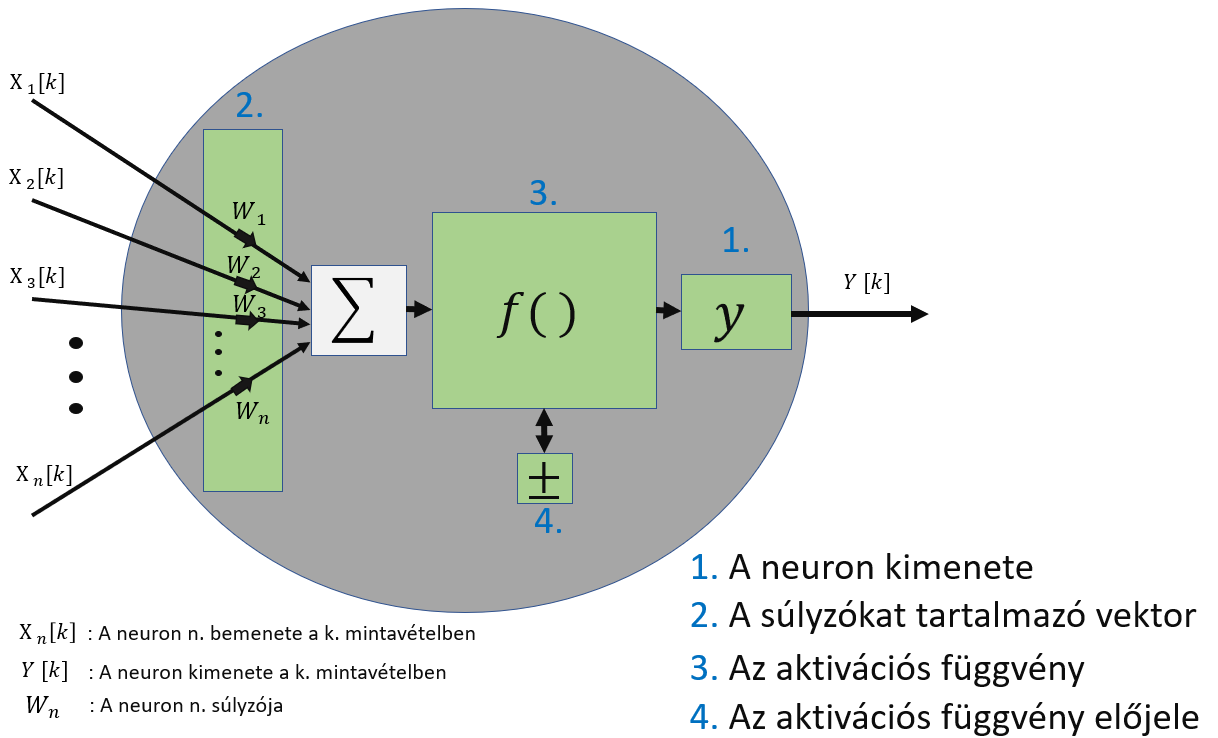 X 1[k]
2.
X 2[k]
3.
W 1
1.
W 2
X 3[k]
Y [k]
W 3
∑
f ( )
y
W n
X n[k]
±
4.
1. A neuron kimenete
2. A súlyzókat tartalmazó vektor
3. Az aktivációs függvény
4. Az aktivációs függvény előjele
X n[k] : A neuron n. bemenete a k. mintavételben
Y [k] : A neuron kimenete a k. mintavételben
W n : A neuron n. súlyzója